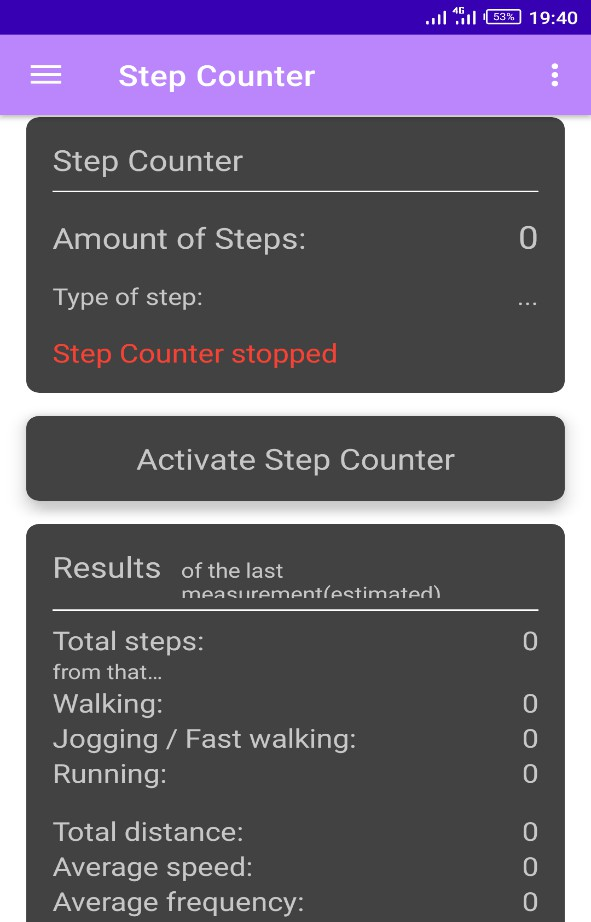 4G 53% 19:40
Step Counter
Step Counter
Amount of Steps: 0
Type of step: ...
Step Counter stopped
Activate Step Counter
Results of the last
measurement(estimated)
Total steps: 0
from that...
Walking: 0
Jogging / Fast walking: 0
Running: 0
Total distance: 0
Average speed: 0
Average frequency: 0